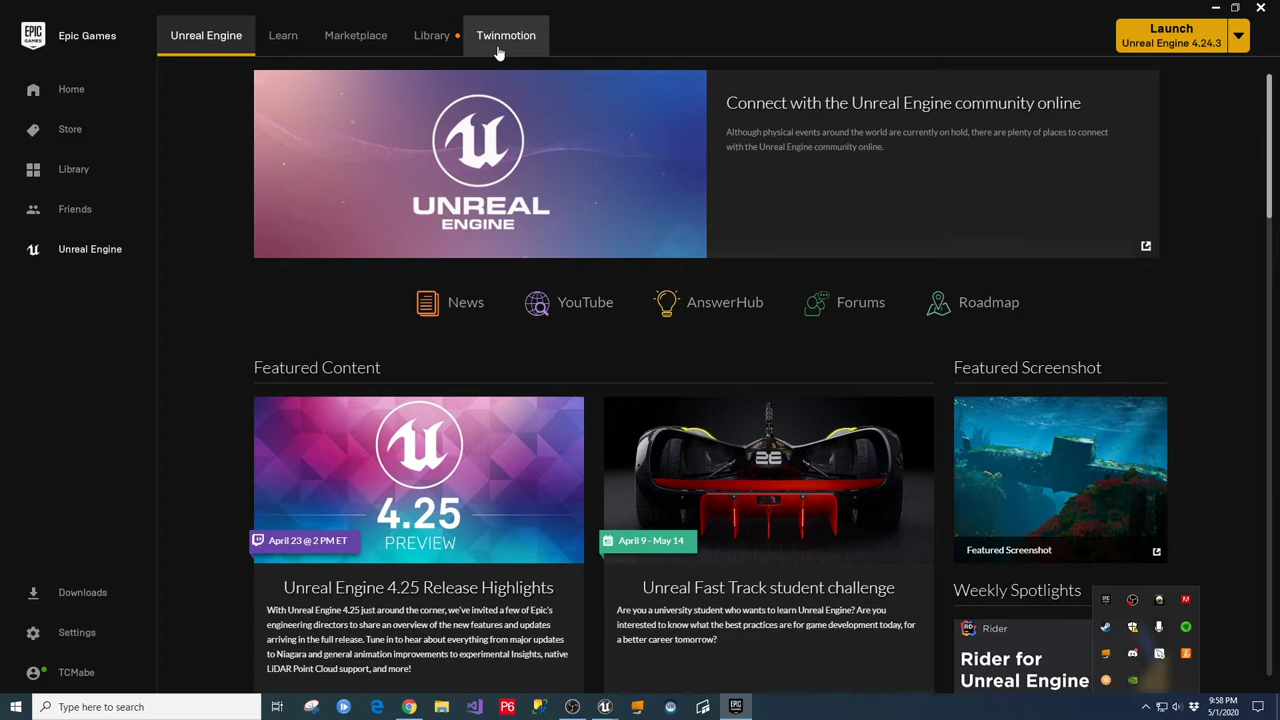 EPIC GAMES
Epic Games
Unreal Engine
Learn
Marketplace
Library
Twinmotion
Launch
Unreal Engine 4.24.3
Home
Store
Library
Friends
Unreal Engine
UNREAL
ENGINE
Connect with the Unreal Engine community online
Although physical events around the world are currently on hold, there are plenty of places to connect
with the Unreal Engine community online.
News
YouTube
AnswerHub
Forums
Roadmap
Featured Content
Featured Screenshot
4.25
PREVIEW
April 23 @ 2 PM ET
26
April 9 - May 14
Featured Screenshot
Unreal Engine 4.25 Release Highlights
With Unreal Engine 4.25 just around the corner, we've invited a few of Epic's
engineering directors to share an overview of the new features and updates
arriving in the full release. Tune in to hear about everything from major updates
to Niagara and general animation improvements to experimental Insights, native
LiDAR Point Cloud support, and more!
Unreal Fast Track student challenge
Are you a university student who wants to learn Unreal Engine? Are you
interested to know what the best practices are for game development today, for
a better career tomorrow?
Weekly Spotlights
RD
Rider
Rider for
Unreal Engine
Downloads
Settings
TCMabe
Type here to search
P6
9:58 PM
5/1/2020